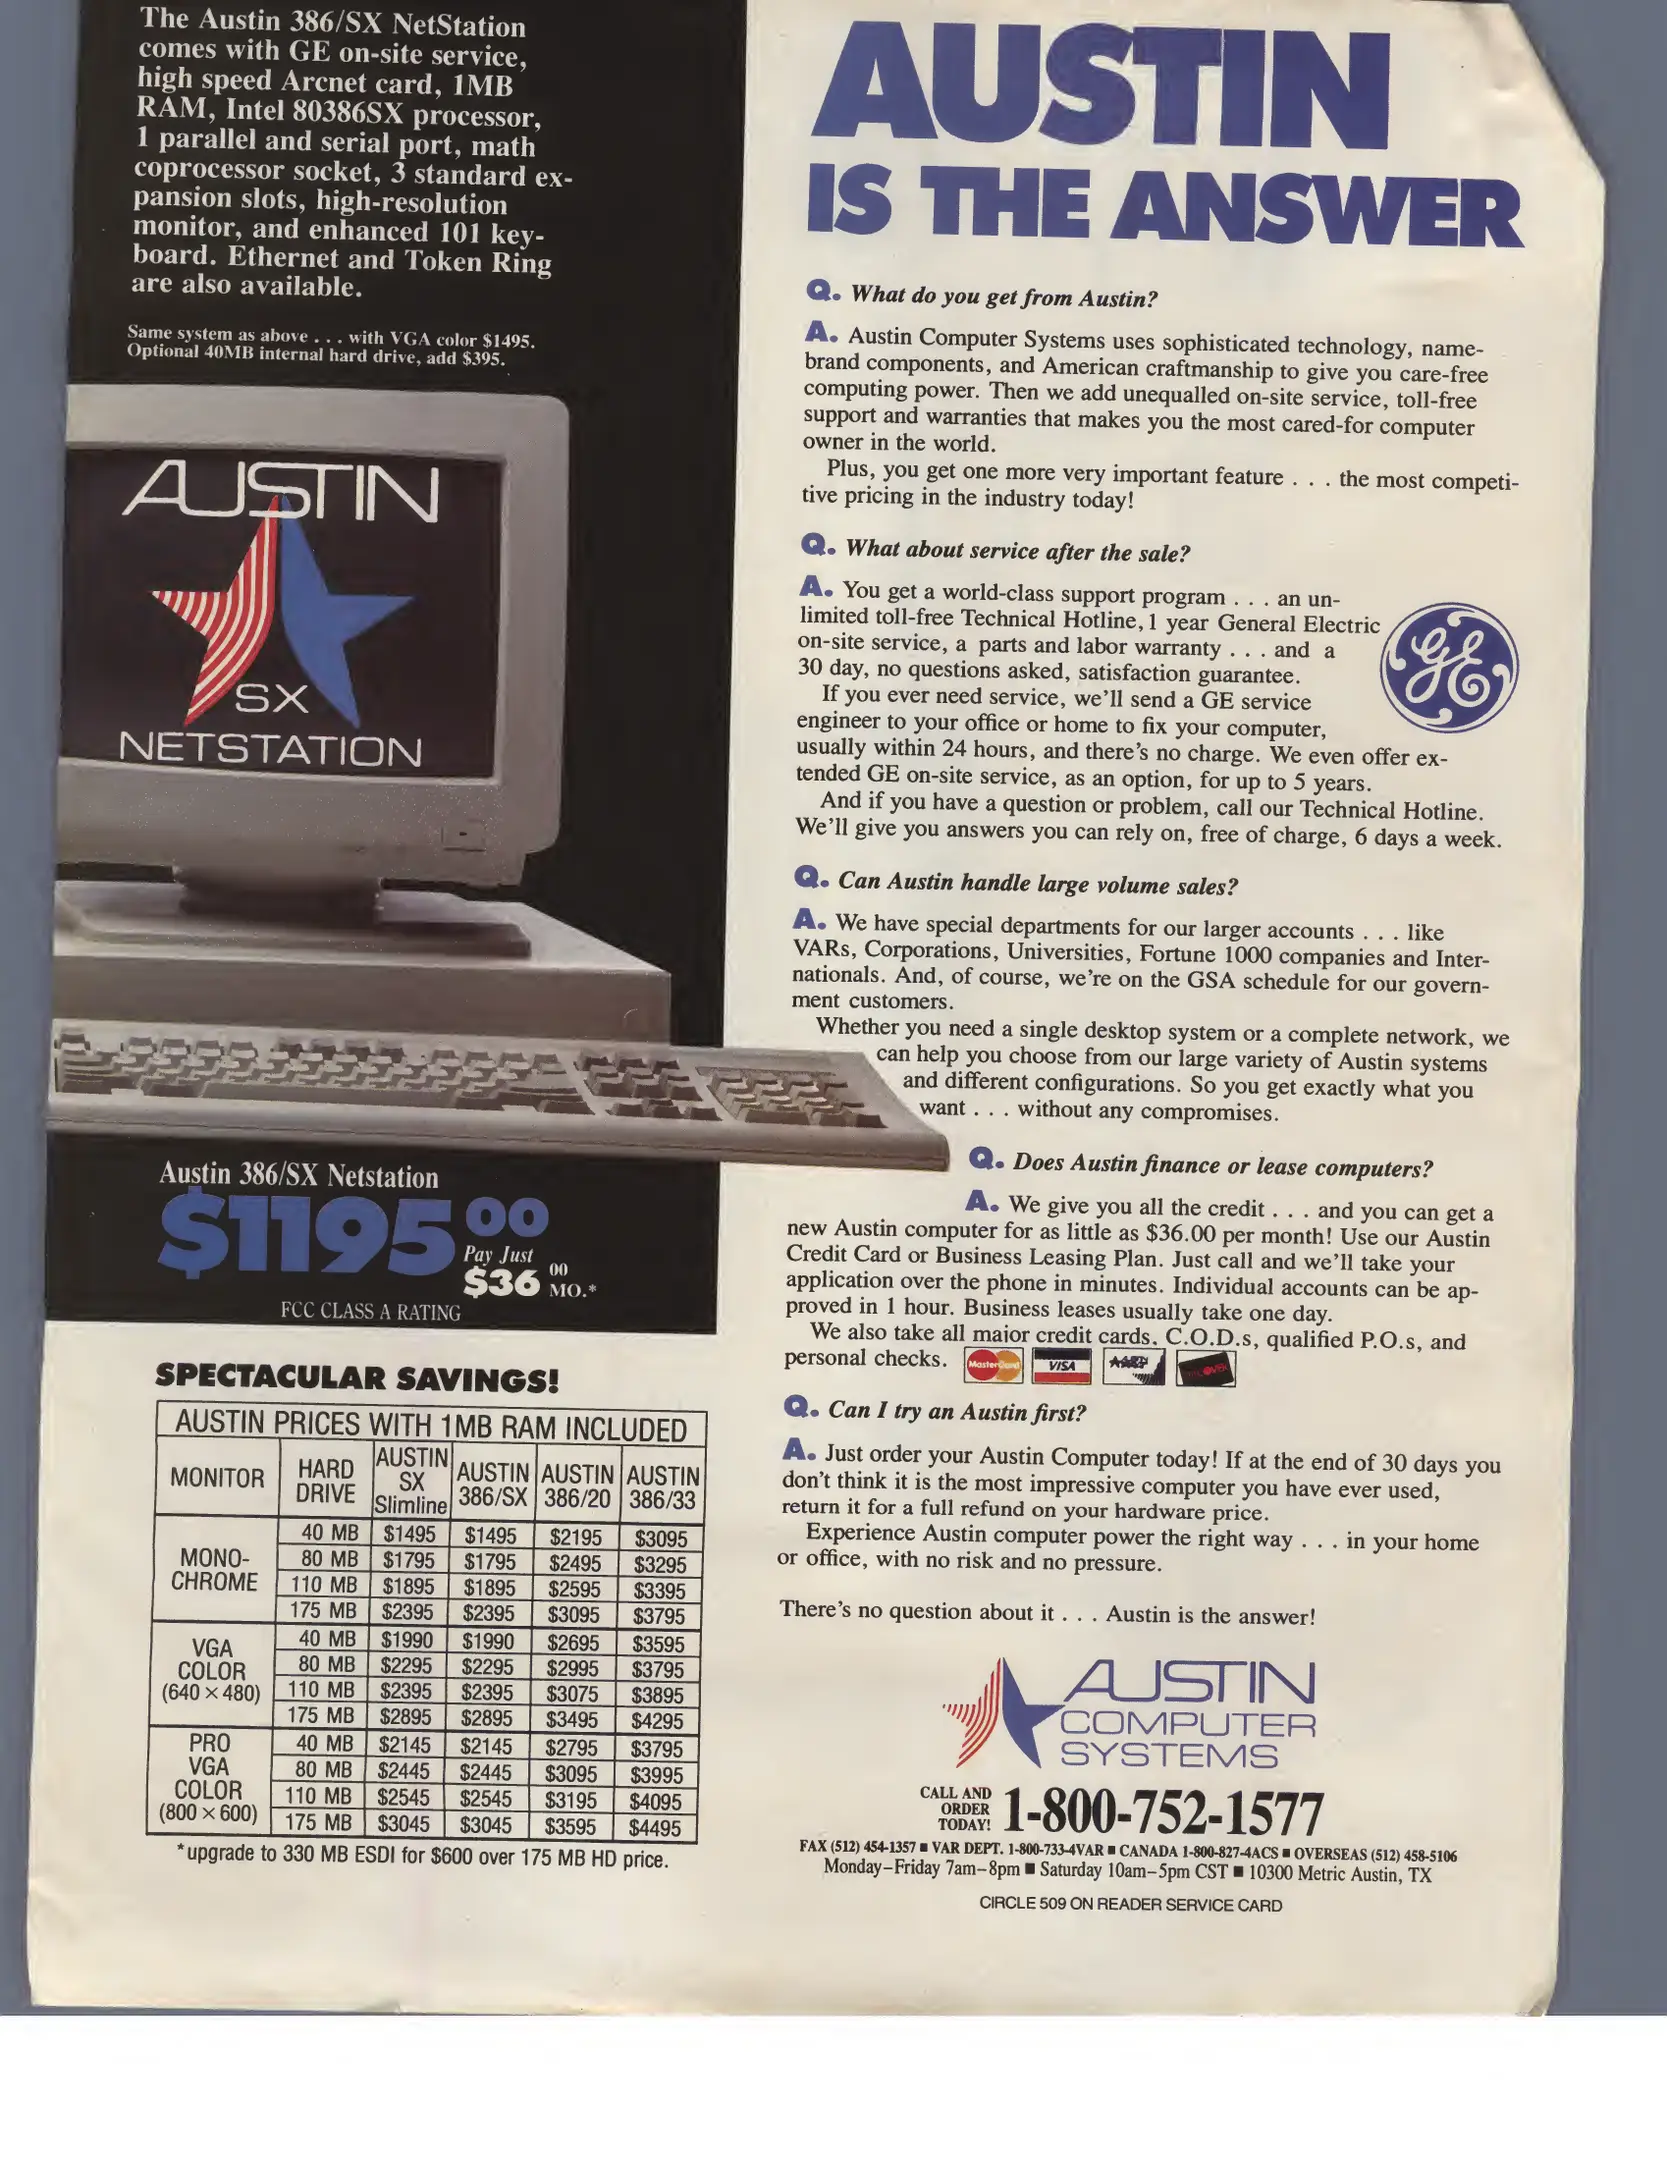 The Austin 386/SX NetStation
comes with GE on-site service,
high speed Arcnet card, 1MB
RAM, Intel 80386SX processor,
1 parallel and serial port, math
coprocessor socket, 3 standard ex-
pansion slots, high-resolution
monitor, and enhanced 101 key-
board. Ethernet and Token Ring
are also available.
Same system as above . . . with VGA color $1495.
Optional 40MB internal hard drive, add $395.
AUSTIN
SX
NETSTATION
Austin 386/SX Netstation
$1195 00
Pay Just
$36 00 MO.*
FCC CLASS A RATING
SPECTACULAR SAVINGS!
AUSTIN PRICES WITH 1MB RAM INCLUDED
MONITOR HARD DRIVE AUSTIN SX Slimline AUSTIN 386/SX AUSTIN 386/20 AUSTIN 386/33
MONO-
CHROME
40 MB $1495 $1495 $2195 $3095
80 MB $1795 $1795 $2495 $3295
110 MB $1895 $1895 $2595 $3395
175 MB $2395 $2395 $3095 $3795
VGA
COLOR
(640 × 480)
40 MB $1990 $1990 $2695 $3595
80 MB $2295 $2295 $2995 $3795
110 MB $2395 $2395 $3075 $3895
175 MB $2895 $2895 $3495 $4295
PRO
VGA
COLOR
(800 × 600)
40 MB $2145 $2145 $2795 $3795
80 MB $2445 $2445 $3095 $3995
110 MB $2545 $2545 $3195 $4095
175 MB $3045 $3045 $3595 $4495
*upgrade to 330 MB ESDI for $600 over 175 MB HD price.
AUSTIN
IS THE ANSWER
Q. What do you get from Austin?
A. Austin Computer Systems uses sophisticated technology, name-
brand components, and American craftmanship to give you care-free
computing power. Then we add unequalled on-site service, toll-free
support and warranties that makes you the most cared-for computer
owner in the world.
Plus, you get one more very important feature . . . the most competi-
tive pricing in the industry today!
Q. What about service after the sale?
A. You get a world-class support program . . . an un-
limited toll-free Technical Hotline, 1 year General Electric
on-site service, a parts and labor warranty . . . and a
30 day, no questions asked, satisfaction guarantee.
If you ever need service, we'll send a GE service
engineer to your office or home to fix your computer,
usually within 24 hours, and there's no charge. We even offer ex-
tended GE on-site service, as an option, for up to 5 years.
And if you have a question or problem, call our Technical Hotline.
We'll give you answers you can rely on, free of charge, 6 days a week.
GE
Q. Can Austin handle large volume sales?
A. We have special departments for our larger accounts . . . like
VARs, Corporations, Universities, Fortune 1000 companies and Inter-
nationals. And, of course, we're on the GSA schedule for our govern-
ment customers.
Whether you need a single desktop system or a complete network, we
can help you choose from our large variety of Austin systems
and different configurations. So you get exactly what you
want . . . without any compromises.
Q. Does Austin finance or lease computers?
A. We give you all the credit . . . and you can get a
new Austin computer for as little as $36.00 per month! Use our Austin
Credit Card or Business Leasing Plan. Just call and we'll take your
application over the phone in minutes. Individual accounts can be ap-
proved in 1 hour. Business leases usually take one day.
We also take all major credit cards, C.O.D.s, qualified P.O.s, and
personal checks. MasterCard VISA
Q. Can I try an Austin first?
A. Just order your Austin Computer today! If at the end of 30 days you
don't think it is the most impressive computer you have ever used,
return it for a full refund on your hardware price.
Experience Austin computer power the right way . . . in your home
or office, with no risk and no pressure.
There's no question about it . . . Austin is the answer!
AUSTIN
COMPUTER
SYSTEMS
CALL AND
ORDER
TODAY!
1-800-752-1577
FAX (512) 454-1357 ■ VAR DEPT. 1-800-733-4VAR ■ CANADA 1-800-827-4ACS ■ OVERSEAS (512) 458-5106
Monday–Friday 7am–8pm ■ Saturday 10am–5pm CST ■ 10300 Metric Austin, TX
CIRCLE 509 ON READER SERVICE CARD